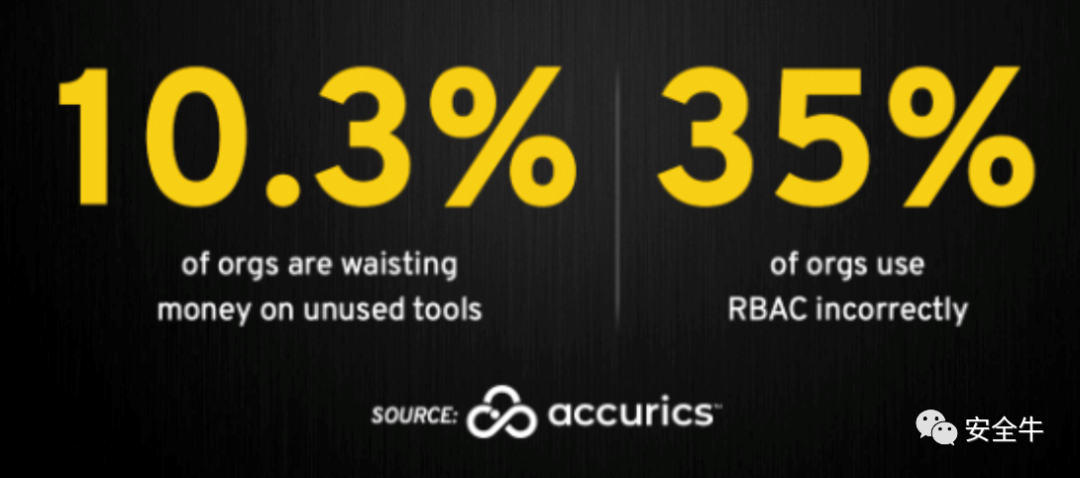 10.3%
of orgs are waisting
money on unused tools
35%
of orgs use
RBAC incorrectly
SOURCE: accurics™
安全牛